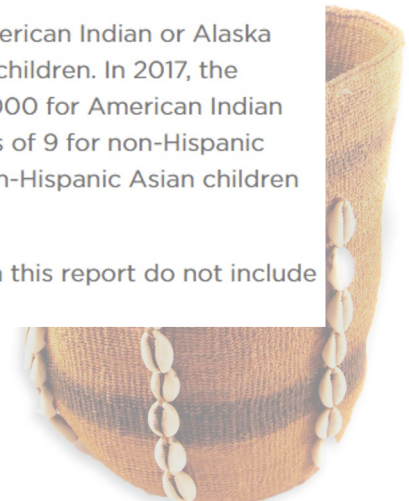 erican Indian or Alaska
children. In 2017, the
000 for American Indian
s of 9 for non-Hispanic
n-Hispanic Asian children
this report do not include